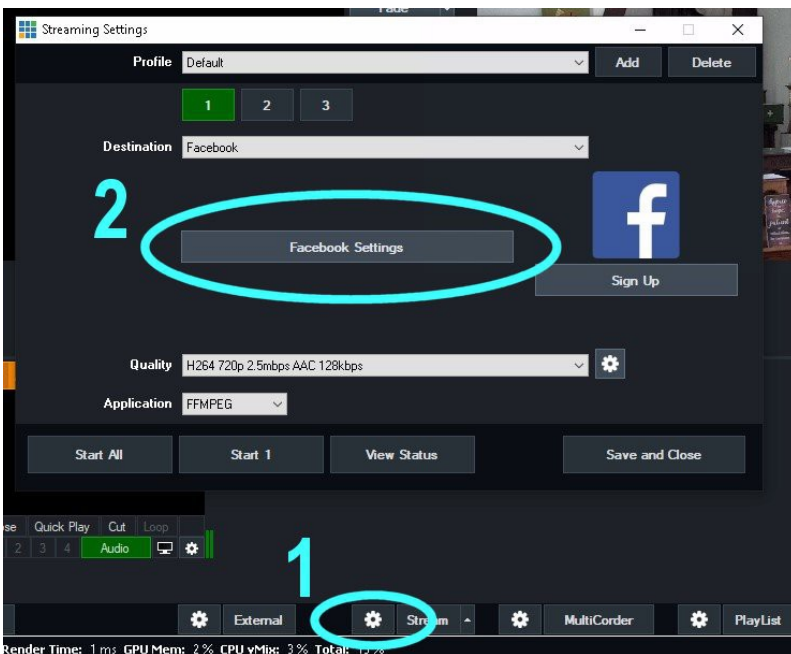 Fade
Streaming Settings
Profile Default Add Delete
1 2 3
Destination Facebook
2
Facebook Settings
f
Sign Up
Quality H264 720p 2.5mbps AAC 128kbps
Application FFMPEG
Start All Start 1 View Status Save and Close
ose Quick Play Cut Loop
2 3 4 Audio
1
External Stream MultiCorder PlayList
Render Time: 1 ms GPU Mem: 2 % CPU vMix: 3 % Total: 15 %